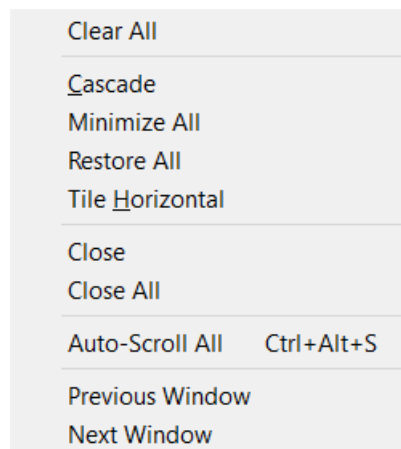 Clear All
Cascade
Minimize All
Restore All
Tile Horizontal
Close
Close All
Auto-Scroll All Ctrl+Alt+S
Previous Window
Next Window